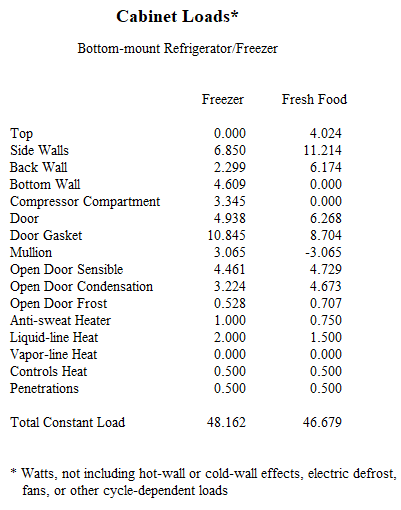 Cabinet Loads*
Bottom-mount Refrigerator/Freezer
Freezer Fresh Food
Top 0.000 4.024
Side Walls 6.850 11.214
Back Wall 2.299 6.174
Bottom Wall 4.609 0.000
Compressor Compartment 3.345 0.000
Door 4.938 6.268
Door Gasket 10.845 8.704
Mullion 3.065 -3.065
Open Door Sensible 4.461 4.729
Open Door Condensation 3.224 4.673
Open Door Frost 0.528 0.707
Anti-sweat Heater 1.000 0.750
Liquid-line Heat 2.000 1.500
Vapor-line Heat 0.000 0.000
Controls Heat 0.500 0.500
Penetrations 0.500 0.500
Total Constant Load 48.162 46.679
* Watts, not including hot-wall or cold-wall effects, electric defrost,
fans, or other cycle-dependent loads